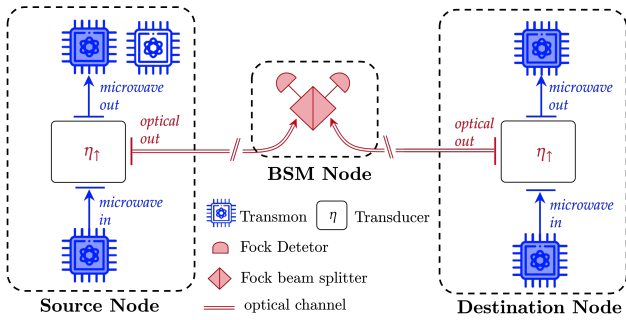 microwave
out
optical
out
η↑
microwave
in
Source Node
BSM Node
Transmon
η
Transducer
Fock Detetor
Fock beam splitter
optical channel
microwave
out
optical
out
η↑
microwave
in
Destination Node